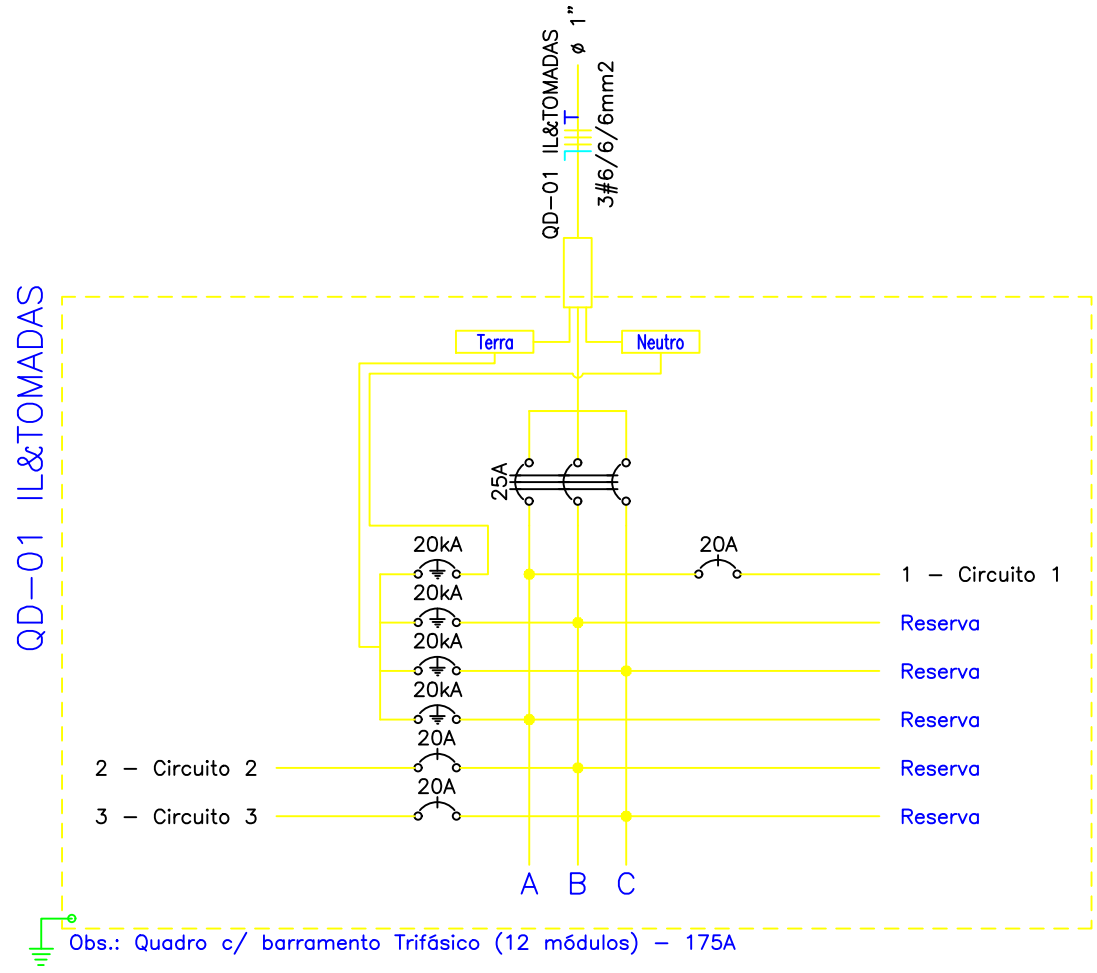 QD-01 IL&TOMADAS
ø 1"
T
3#6/6/6mm2
QD-01 IL&TOMADAS
Terra
Neutro
25A
20kA
20A
1 - Circuito 1
20kA
Reserva
20kA
Reserva
20kA
Reserva
20A
2 - Circuito 2
Reserva
20A
3 - Circuito 3
Reserva
A B C
Obs.: Quadro c/ barramento Trifásico (12 módulos) - 175A